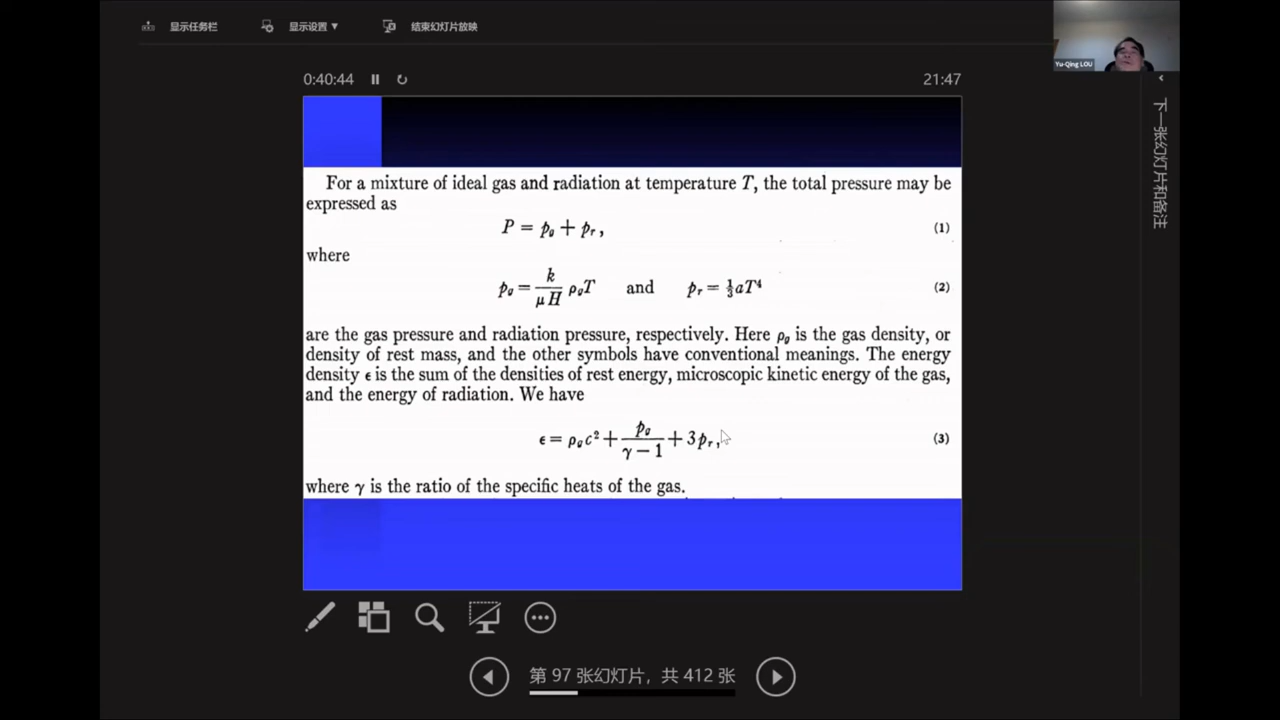 显示任务栏
显示设置▼
结束幻灯片放映
Yu-Qing LOU
0:40:44
21:47
下一张幻灯片和备注
For a mixture of ideal gas and radiation at temperature T, the total pressure may be
expressed as
P = p_g + p_r, (1)
where
p_g = \frac{k}{μH} ρ_g T and p_r = ⅓aT⁴ (2)
are the gas pressure and radiation pressure, respectively. Here ρ_g is the gas density, or
density of rest mass, and the other symbols have conventional meanings. The energy
density ϵ is the sum of the densities of rest energy, microscopic kinetic energy of the gas,
and the energy of radiation. We have
ϵ = ρ_g c² + \frac{p_g}{γ − 1} + 3p_r, (3)
where γ is the ratio of the specific heats of the gas.
第 97 张幻灯片，共 412 张